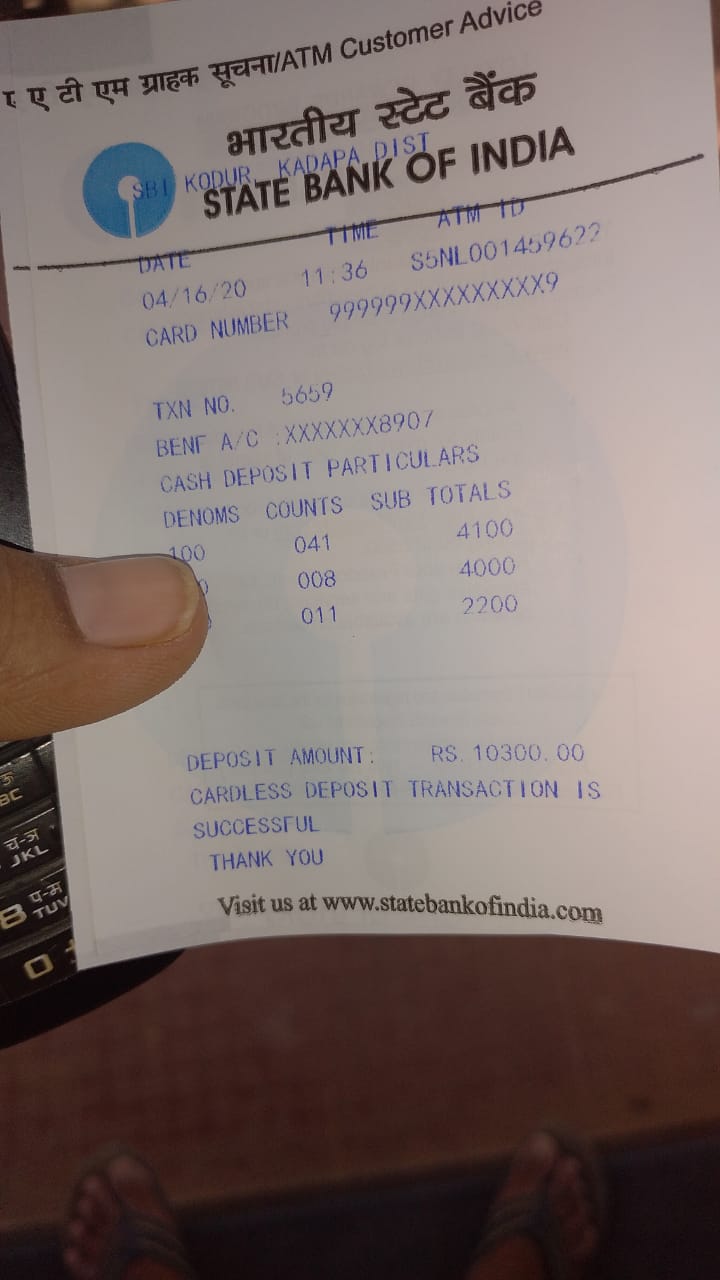 ए टी एम ग्राहक सूचना/ATM Customer Advice
भारतीय स्टेट बैंक
SBI KODUR, KADAPA DIST
STATE BANK OF INDIA
DATE TIME ATM ID
04/16/20 11:36 S5NL001459622
CARD NUMBER 999999XXXXXXXXX9
TXN NO. 5659
BENF A/C :XXXXXXX8907
CASH DEPOSIT PARTICULARS
DENOMS COUNTS SUB TOTALS
100 041 4100
008 4000
011 2200
DEPOSIT AMOUNT: RS. 10300.00
CARDLESS DEPOSIT TRANSACTION IS
SUCCESSFUL
THANK YOU
Visit us at www.statebankofindia.com
च-ज
JKL
8 प-म
TUV
0